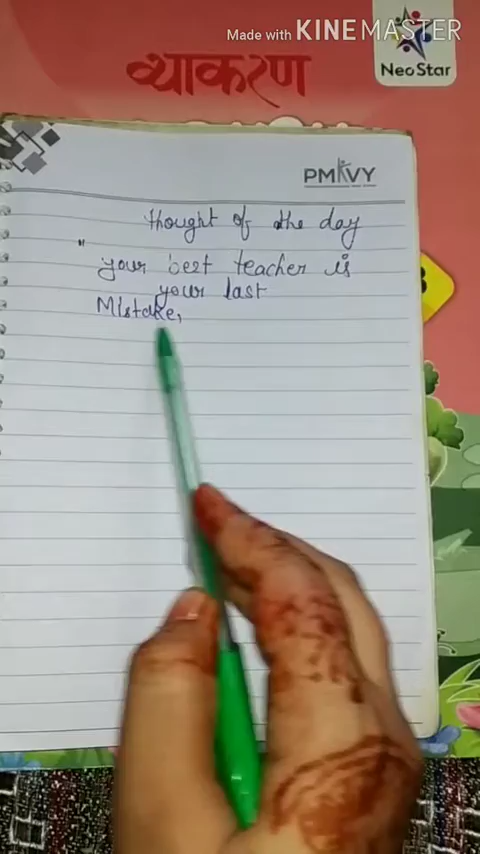 Made with KINEMASTER
व्याकरण
NeoStar
PMKVY
thought of the day
" your best teacher is
your last
Mistake,